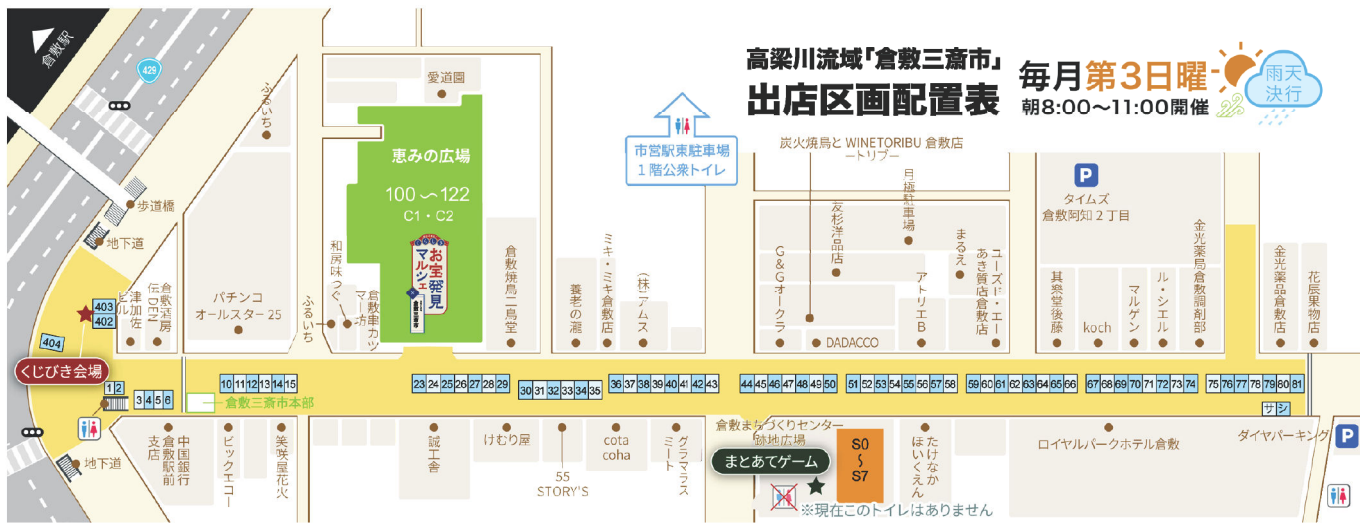 高梁川流域「倉敷三斎市」
出店区画配置表
毎月第3日曜
朝8:00～11:00開催
雨天
決行
倉敷駅
429
歩道橋
地下道
403
402
404
くじびき会場
津加佐
ビル
倉敷酒房
伝DEN
ふるいち
パチンコ
オールスター25
ふるいち
和房味つぐ
倉敷串カツ
マー坊
愛道園
恵みの広場
100～122
C1・C2
お宝発見
マルシェ
倉敷三斎市
倉敷焼鳥二鳥堂
養老の瀧
ミキ・ミキ倉敷店
(株)アムス
市営駅東駐車場
1階公衆トイレ
炭火焼鳥と WINETORIBU 倉敷店
ートリブー
月極駐車場
友杉洋品店
G&Gオークラ
DADACCO
アトリエB
まるえ
ユーズド・エー
あき質店倉敷店
P
タイムズ
倉敷阿知2丁目
其樂堂後藤
koch
マルゲン
ル・シエル
金光薬局倉敷調剤部
金光薬品倉敷店
花辰果物店
1 2
3 4 5 6
10 11 12 13 14 15
23 24 25 26 27 28 29
30 31 32 33 34 35
36 37 38 39 40 41 42 43
44 45 46 47 48 49 50
51 52 53 54 55 56 57 58
59 60 61 62 63 64 65 66
67 68 69 70 71 72 73 74
75 76 77 78 79 80 81
サ シ
倉敷三斎市本部
地下道
中国銀行
倉敷駅前
支店
ビックエコー
笑咲屋花火
誠工舎
けむり屋
55
STORY'S
cota
coha
グラマラス
ミート
倉敷まちづくりセンター
跡地広場
まとあてゲーム
S0
～
S7
※現在このトイレはありません
たけなか
ほいくえん
ロイヤルパークホテル倉敷
ダイヤパーキング
P